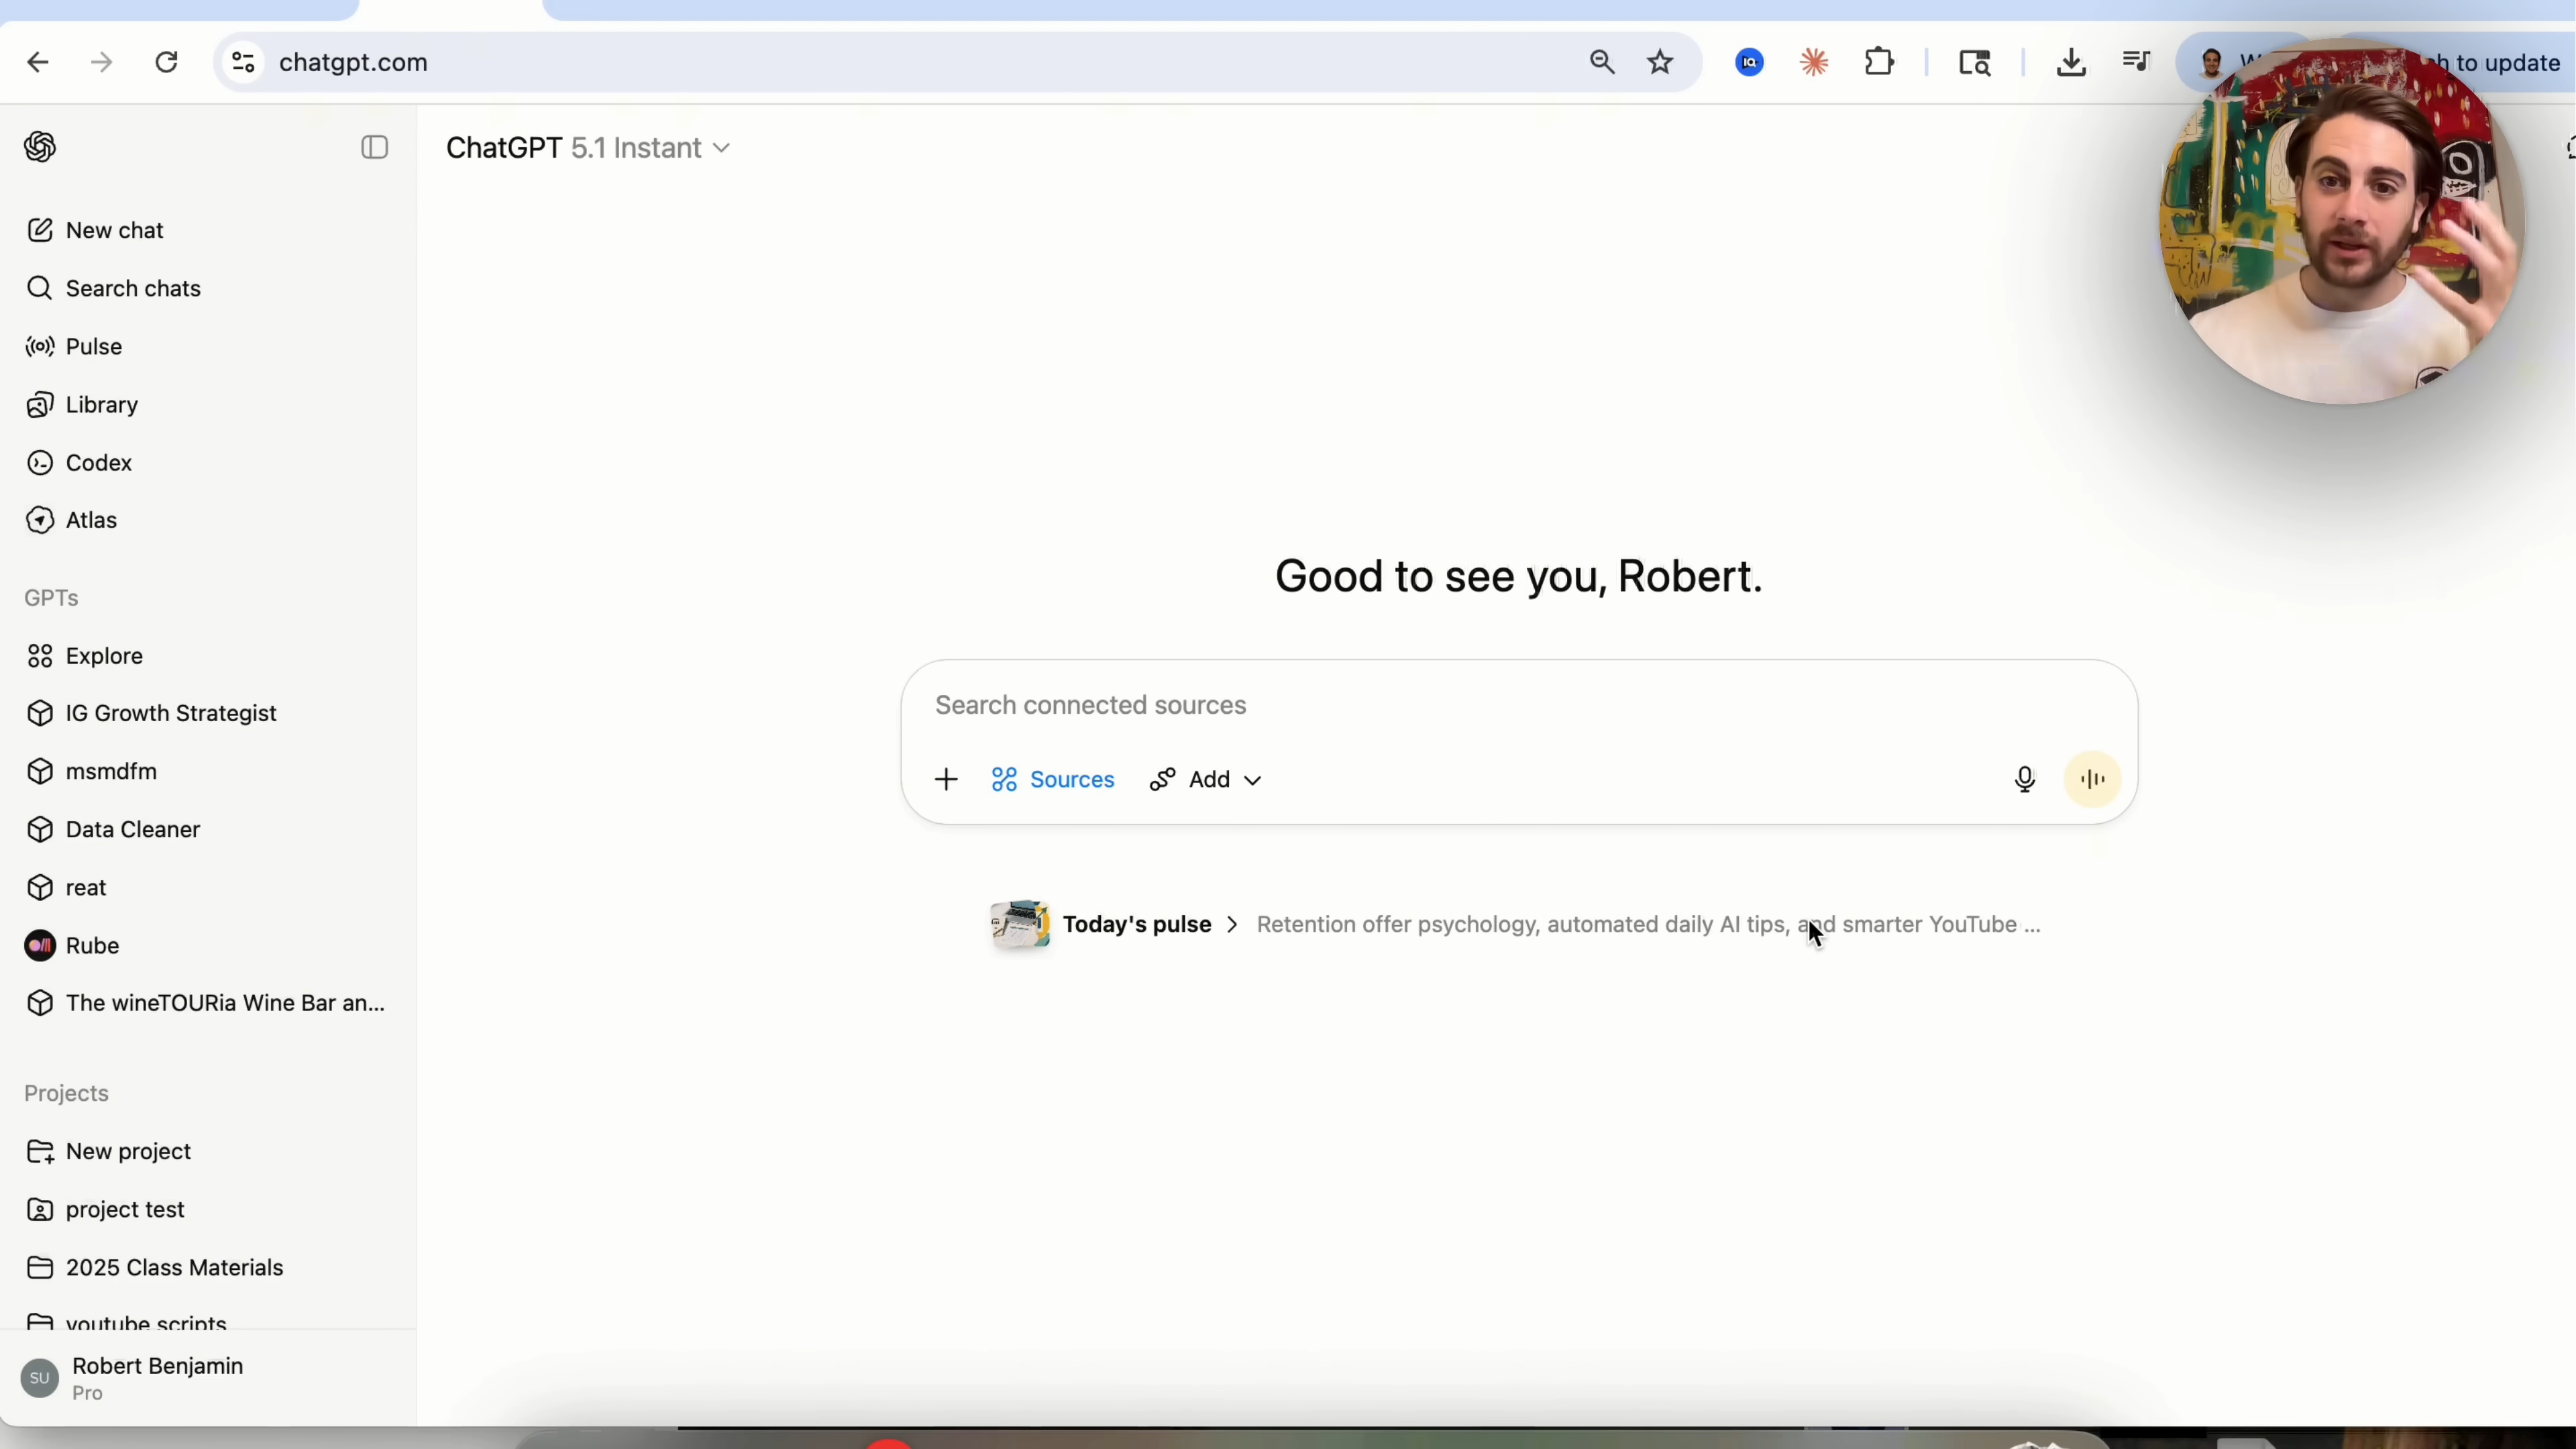 chatgpt.com
to update
ChatGPT 5.1 Instant
New chat
Search chats
Pulse
Library
Codex
Atlas
GPTs
Explore
IG Growth Strategist
msmdfm
Data Cleaner
reat
Rube
The wineTOURia Wine Bar an...
Projects
New project
project test
2025 Class Materials
youtube scripts
SU
Robert Benjamin
Pro
Good to see you, Robert.
Search connected sources
Sources
Add
Today's pulse
Retention offer psychology, automated daily AI tips, and smarter YouTube ...